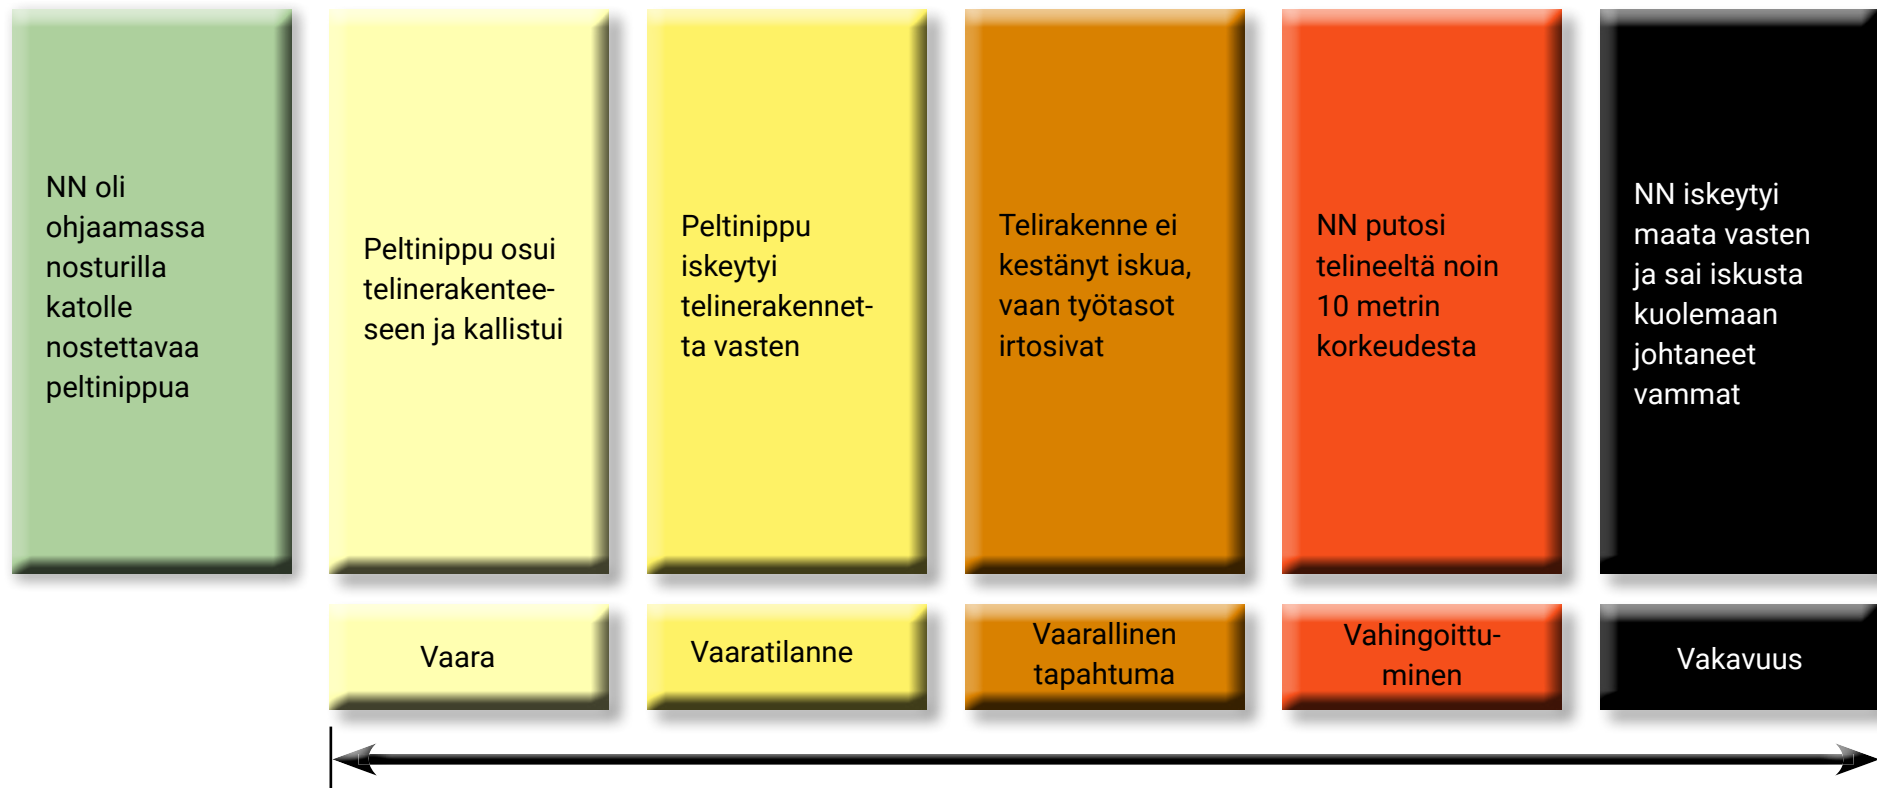 NN oli
ohjaamassa
nosturilla
katolle
nostettavaa
peltinippua
Peltinippu osui
telinerakentee-
seen ja kallistui
Peltinippu
iskeytyi
telinerakennet-
ta vasten
Telirakenne ei
kestänyt iskua,
vaan työtasot
irtosivat
NN putosi
telineeltä noin
10 metrin
korkeudesta
NN iskeytyi
maata vasten
ja sai iskusta
kuolemaan
johtaneet
vammat
Vaara
Vaaratilanne
Vaarallinen
tapahtuma
Vahingoittu-
minen
Vakavuus